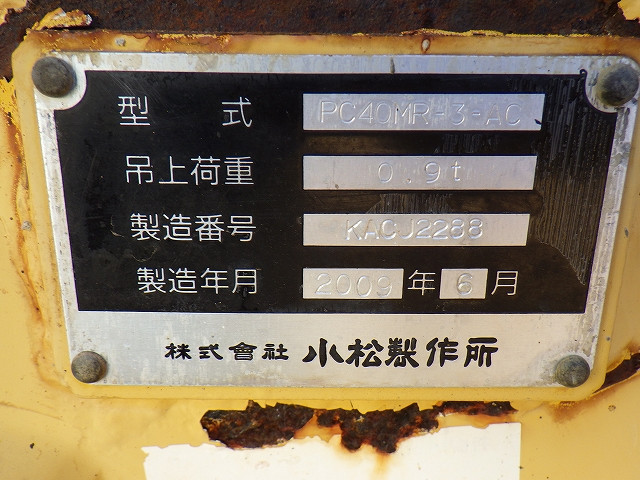 型 式 PC40MR-3-AC
吊上荷重 0.9t
製造番号 KACJ2288
製造年月 2009年6月
株式會社 小松製作所